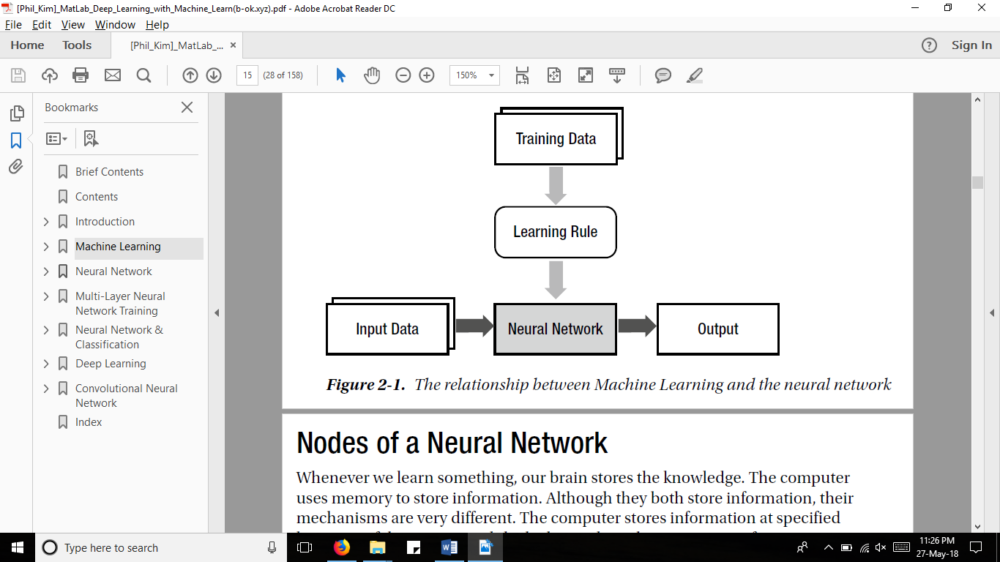 [Phil_Kim]_MatLab_Deep_Learning_with_Machine_Learn(b-ok.xyz).pdf - Adobe Acrobat Reader DC
File Edit View Window Help
Home Tools [Phil_Kim]_MatLab_... × Sign In
15 (28 of 158) 150%
Bookmarks
Brief Contents
Contents
Introduction
Machine Learning
Neural Network
Multi-Layer Neural
Network Training
Neural Network &
Classification
Deep Learning
Convolutional Neural
Network
Index
Training Data
Learning Rule
Input Data Neural Network Output
Figure 2-1. The relationship between Machine Learning and the neural network
Nodes of a Neural Network
Whenever we learn something, our brain stores the knowledge. The computer
uses memory to store information. Although they both store information, their
mechanisms are very different. The computer stores information at specified
Type here to search
11:26 PM
27-May-18